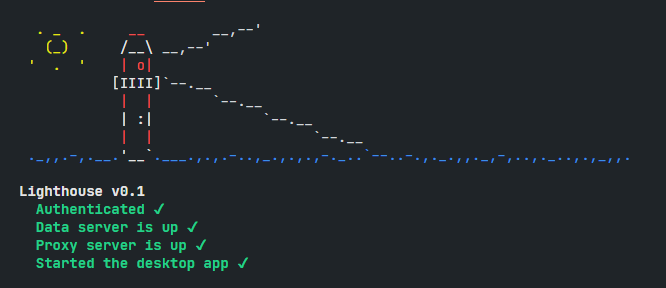 Lighthouse v0.1
Authenticated ✓
Data server is up ✓
Proxy server is up ✓
Started the desktop app ✓